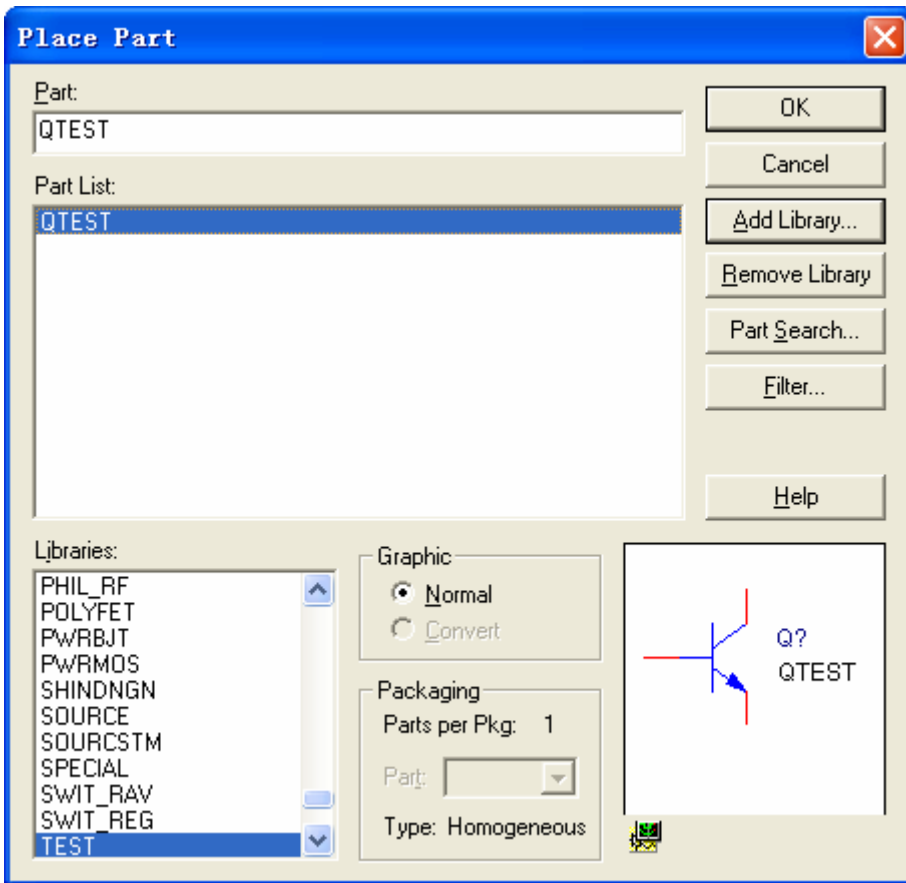 Place Part
Part:
QTEST
Part List:
QTEST
OK
Cancel
Add Library...
Remove Library
Part Search...
Filter...
Help
Libraries:
PHIL_RF
POLYFET
PWRBJT
PWRMOS
SHINDNGN
SOURCE
SOURCSTM
SPECIAL
SWIT_RAV
SWIT_REG
TEST
Graphic
Normal
Convert
Packaging
Parts per Pkg: 1
Part:
Type: Homogeneous
Q?
QTEST